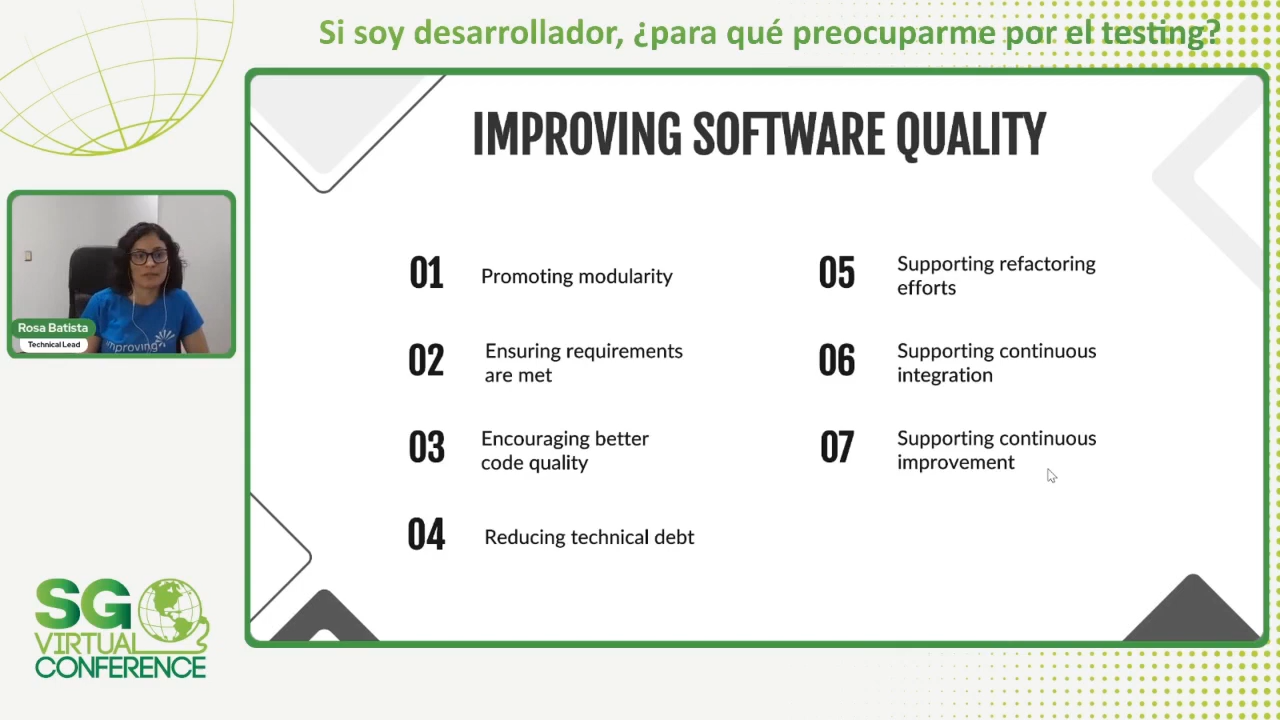 Si soy desarrollador, ¿para qué preocuparme por el testing?
IMPROVING SOFTWARE QUALITY
01
Promoting modularity
02
Ensuring requirements
are met
03
Encouraging better
code quality
04
Reducing technical debt
05
Supporting refactoring
efforts
06
Supporting continuous
integration
07
Supporting continuous
improvement
improving
Rosa Batista
Technical Lead
SG
VIRTUAL
CONFERENCE